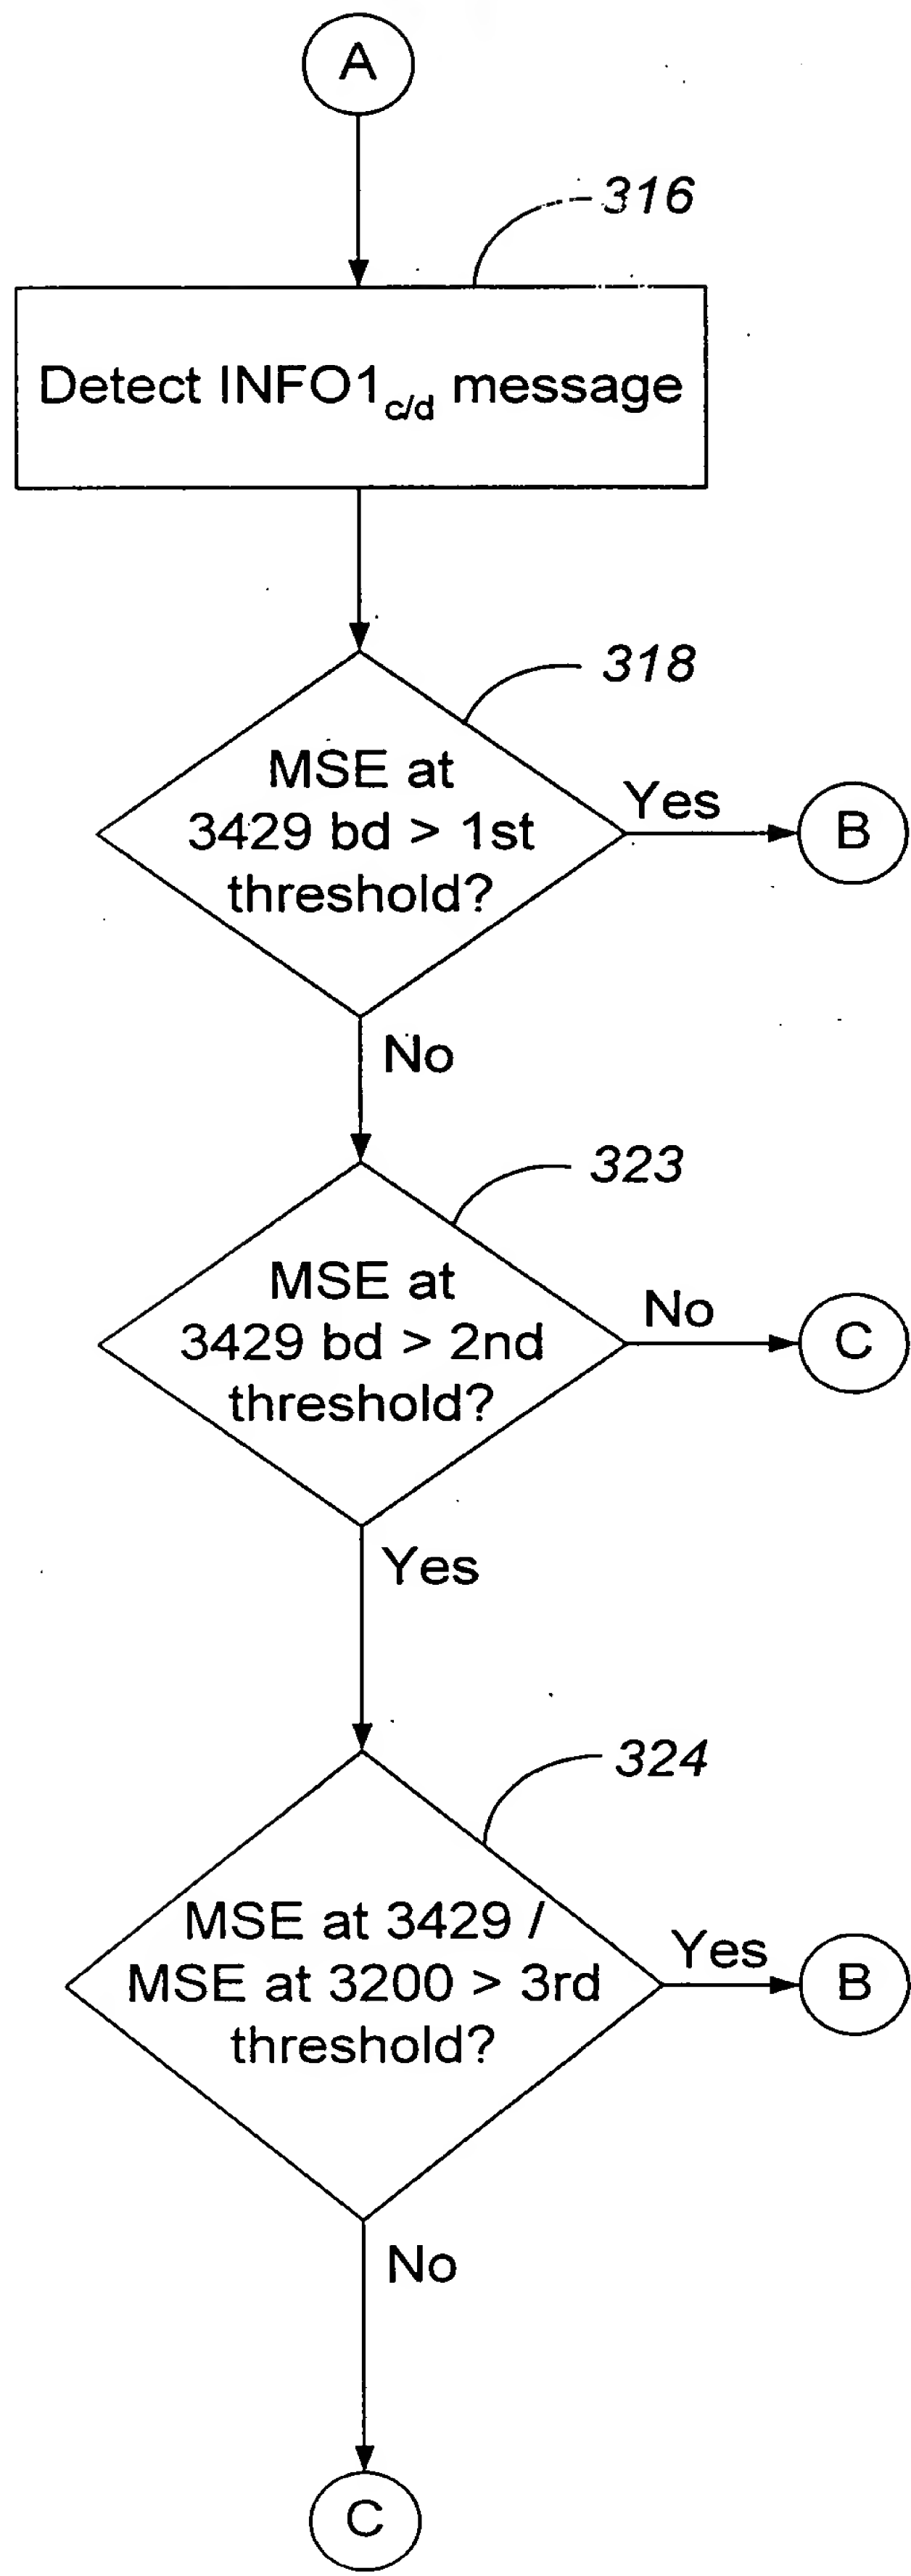 A
316
Detect INFO1c/d message
318
MSE at
3429 bd > 1st
threshold?
Yes
B
No
323
MSE at
3429 bd > 2nd
threshold?
No
C
Yes
324
MSE at 3429 /
MSE at 3200 > 3rd
threshold?
Yes
B
No
C